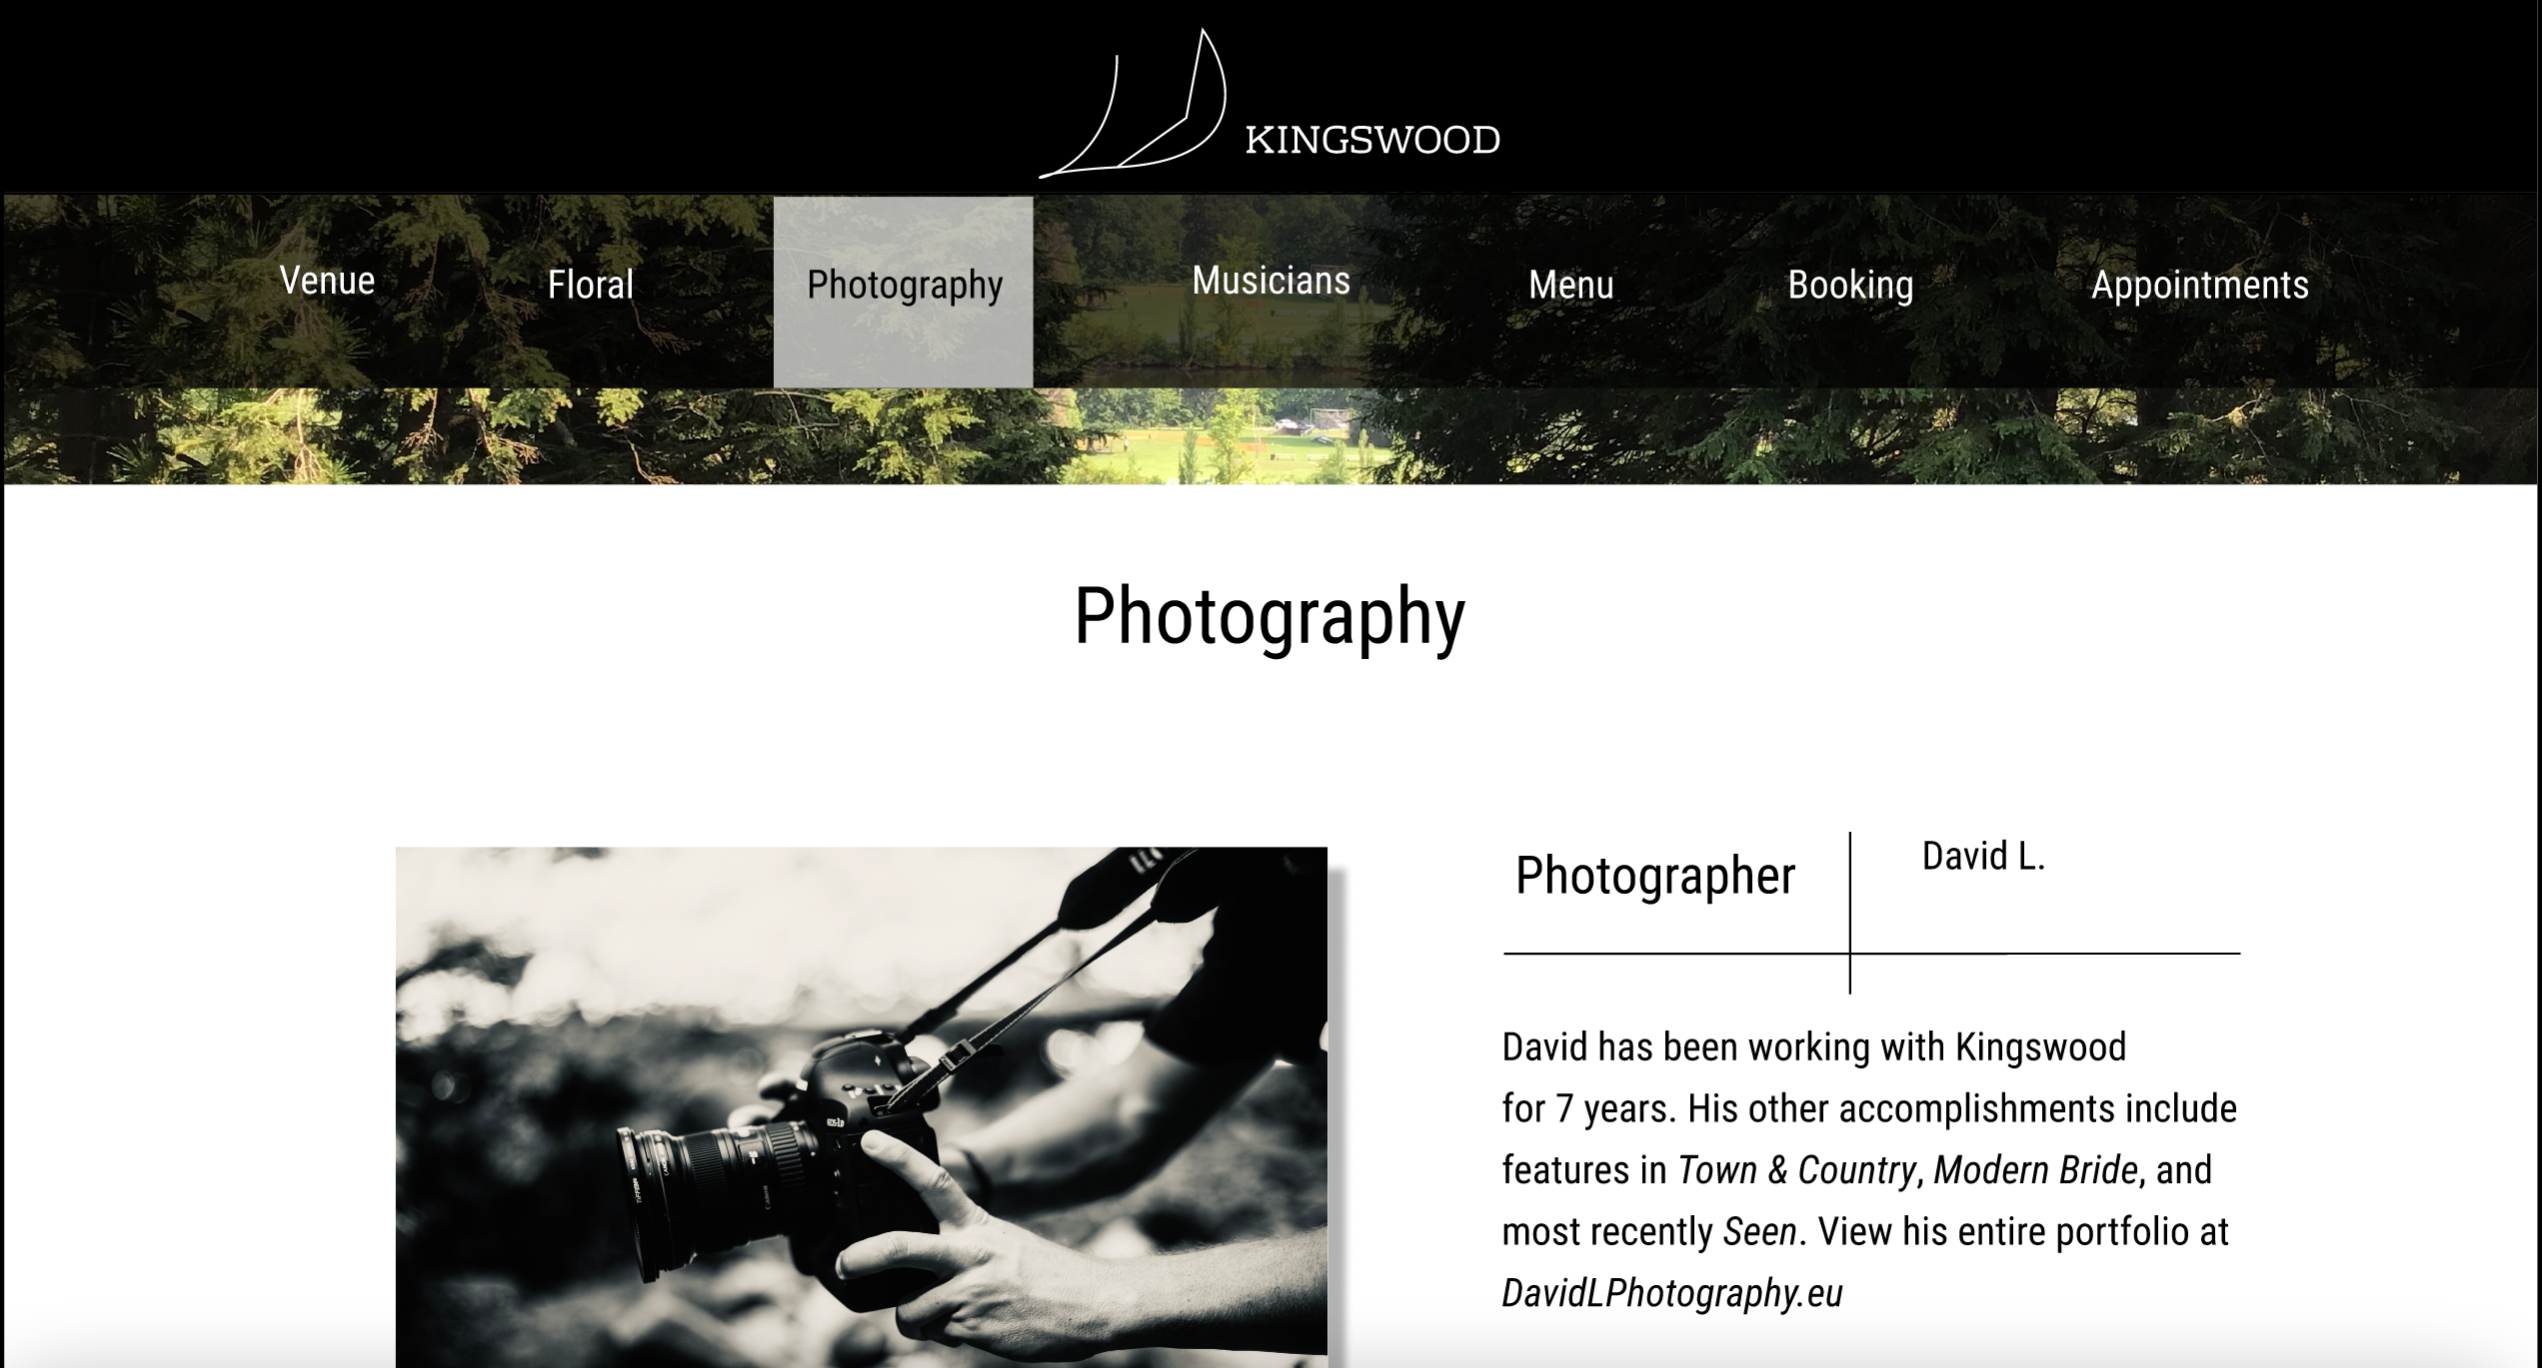 KINGSWOOD
Venue
Floral
Photography
Musicians
Menu
Booking
Appointments
Photography
Photographer
David L.
David has been working with Kingswood
for 7 years. His other accomplishments include
features in Town & Country, Modern Bride, and
most recently Seen. View his entire portfolio at
DavidLPhotography.eu